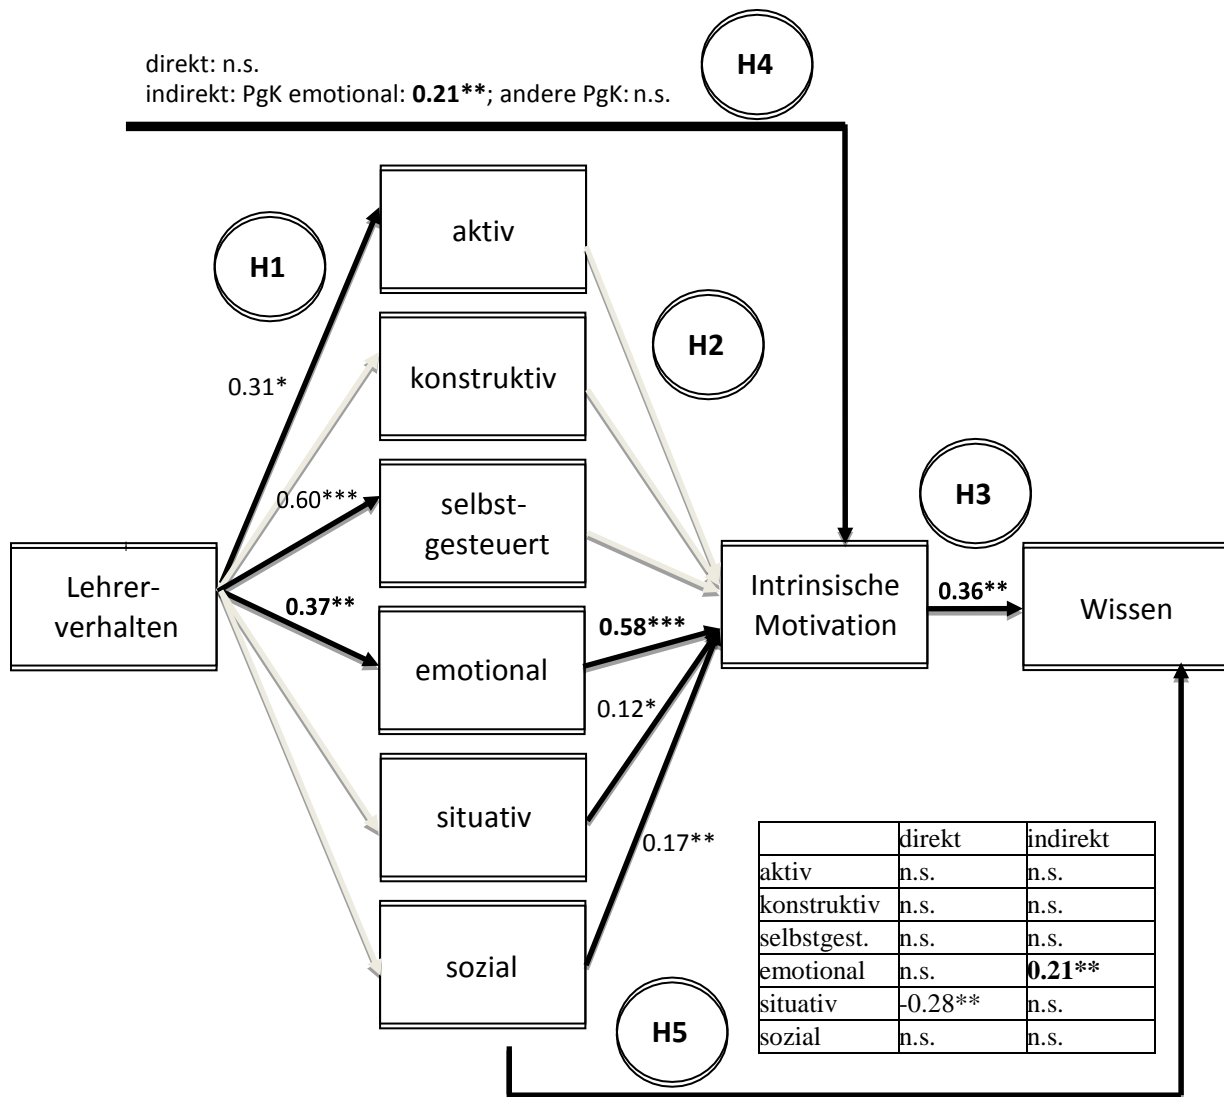 direkt: n.s.
indirekt: PgK emotional: 0.21**; andere PgK: n.s.
H4
aktiv
H1
H2
konstruktiv
0.31*
H3
0.60***
selbst-
gesteuert
Lehrer-
verhalten
0.37**
Intrinsische
Motivation
0.36**
Wissen
0.58***
emotional
0.12*
situativ
0.17**
sozial
H5
direkt indirekt
aktiv n.s. n.s.
konstruktiv n.s. n.s.
selbstgest. n.s. n.s.
emotional n.s. 0.21**
situativ -0.28** n.s.
sozial n.s. n.s.